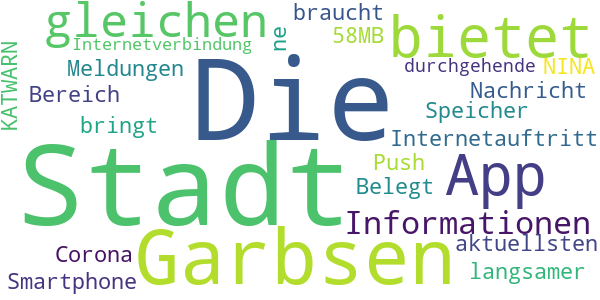 gleichen
braucht
bietet
ne
58MB
Internetverbindung
Die
KATWARN
Meldungen
durchgehende
NINA
Bereich
Nachricht
Speicher
bringt
Internetauftritt
Stadt
Push
App
Belegt
Informationen
Garbsen
aktuellsten
Corona
langsamer
Smartphone